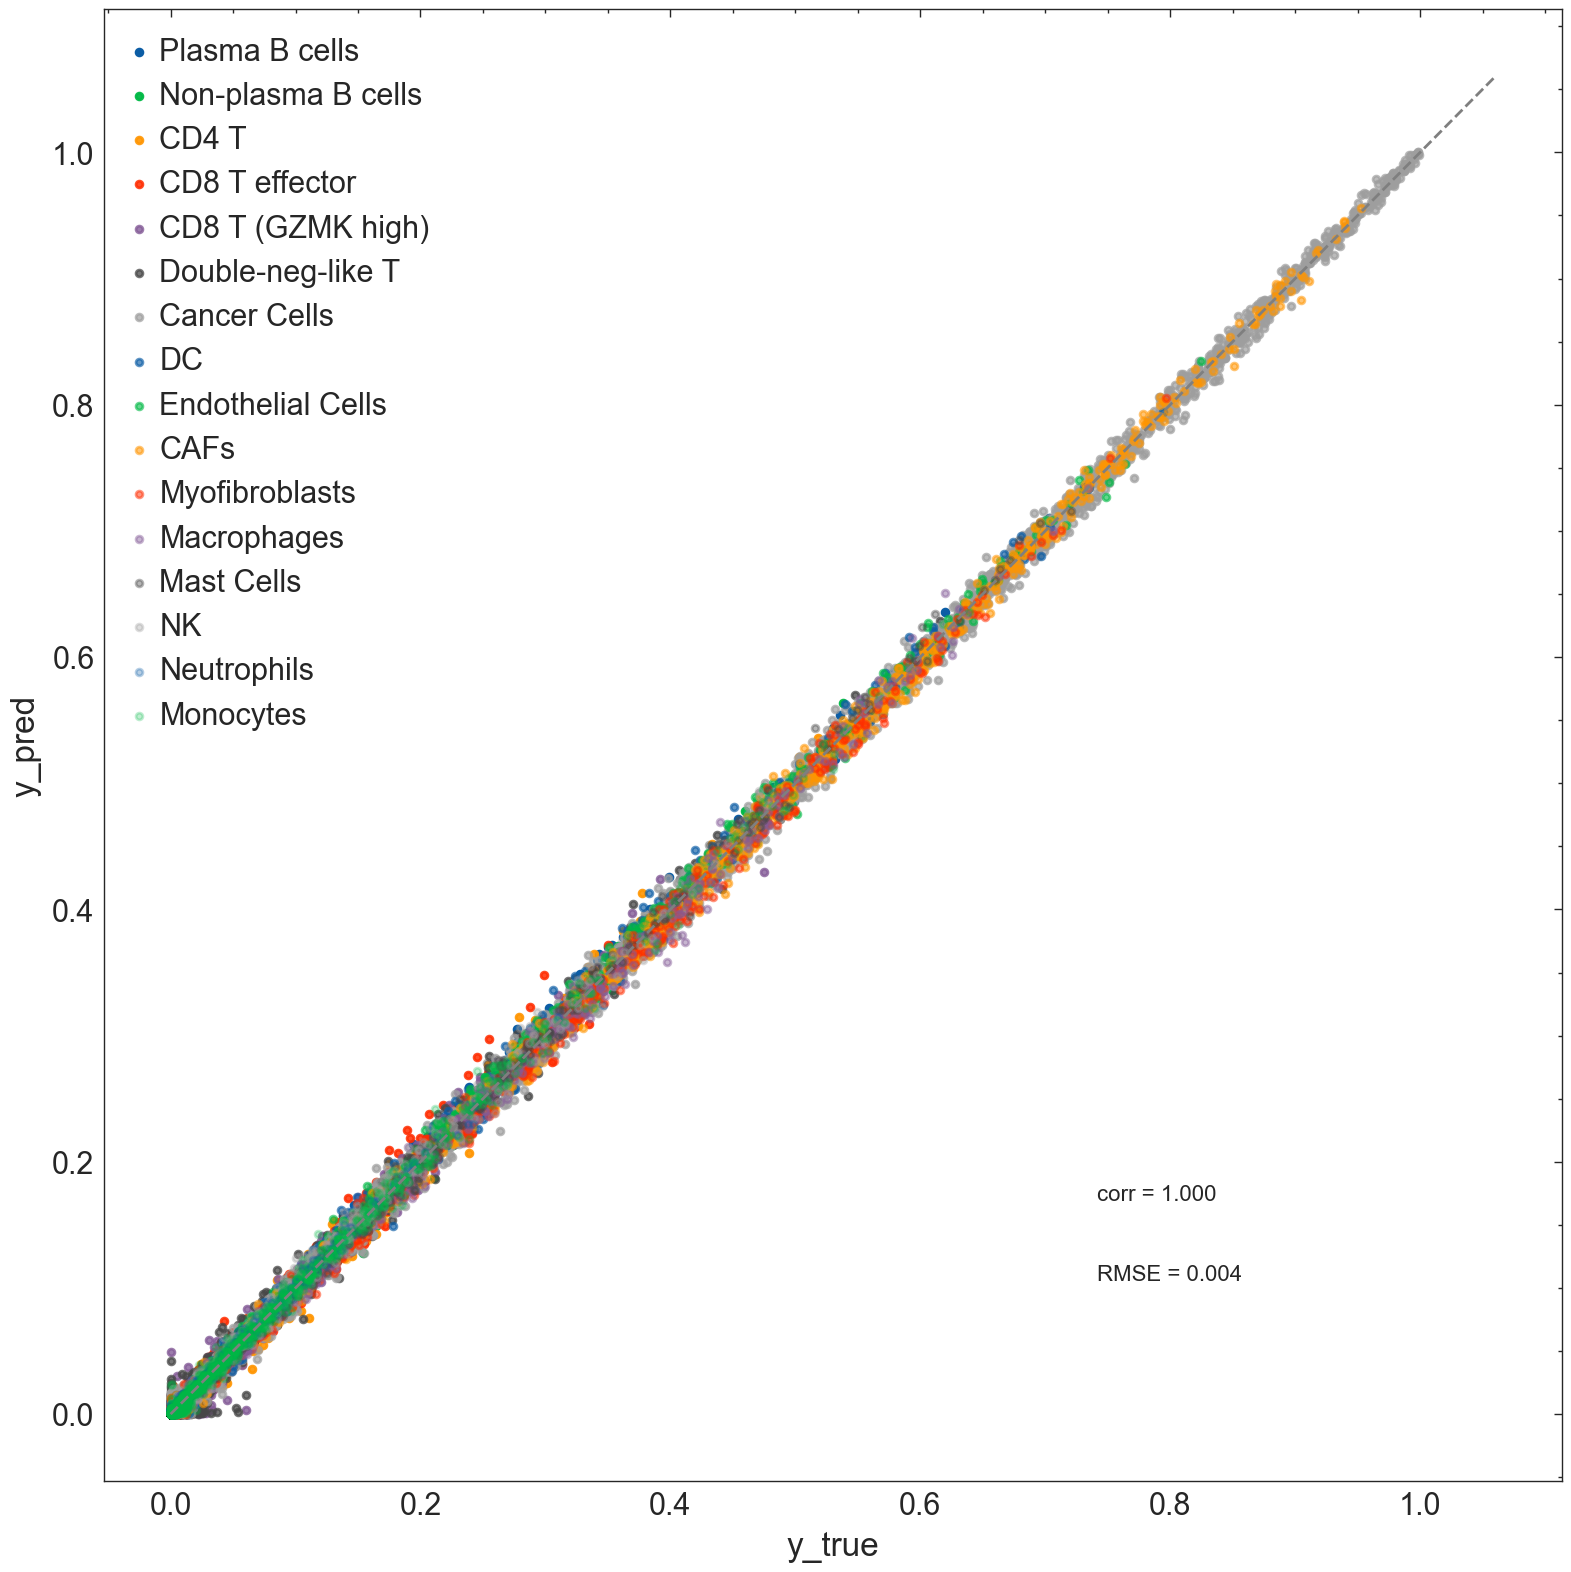 Plasma B cells
Non-plasma B cells
CD4 T
CD8 T effector
CD8 T (GZMK high)
Double-neg-like T
Cancer Cells
DC
Endothelial Cells
CAFs
Myofibroblasts
Macrophages
Mast Cells
NK
Neutrophils
Monocytes
1.0
0.8
0.6
0.4
0.2
0.0
y_pred
corr = 1.000
RMSE = 0.004
0.0 0.2 0.4 0.6 0.8 1.0
y_true